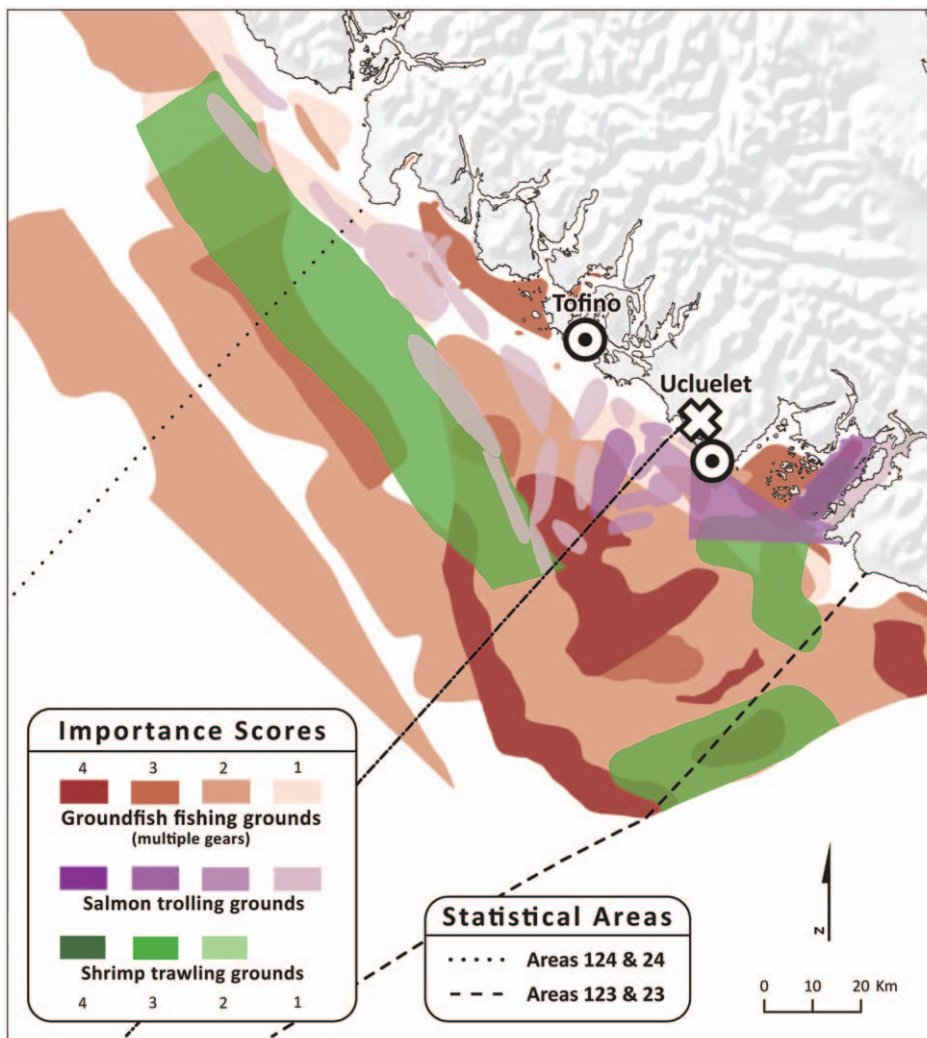 Tofino
Ucluelet
Importance Scores
4 3 2 1
Groundfish fishing grounds
(multiple gears)
Salmon trolling grounds
Shrimp trawling grounds
4 3 2 1
Statistical Areas
Areas 124 & 24
Areas 123 & 23
N
0 10 20 Km